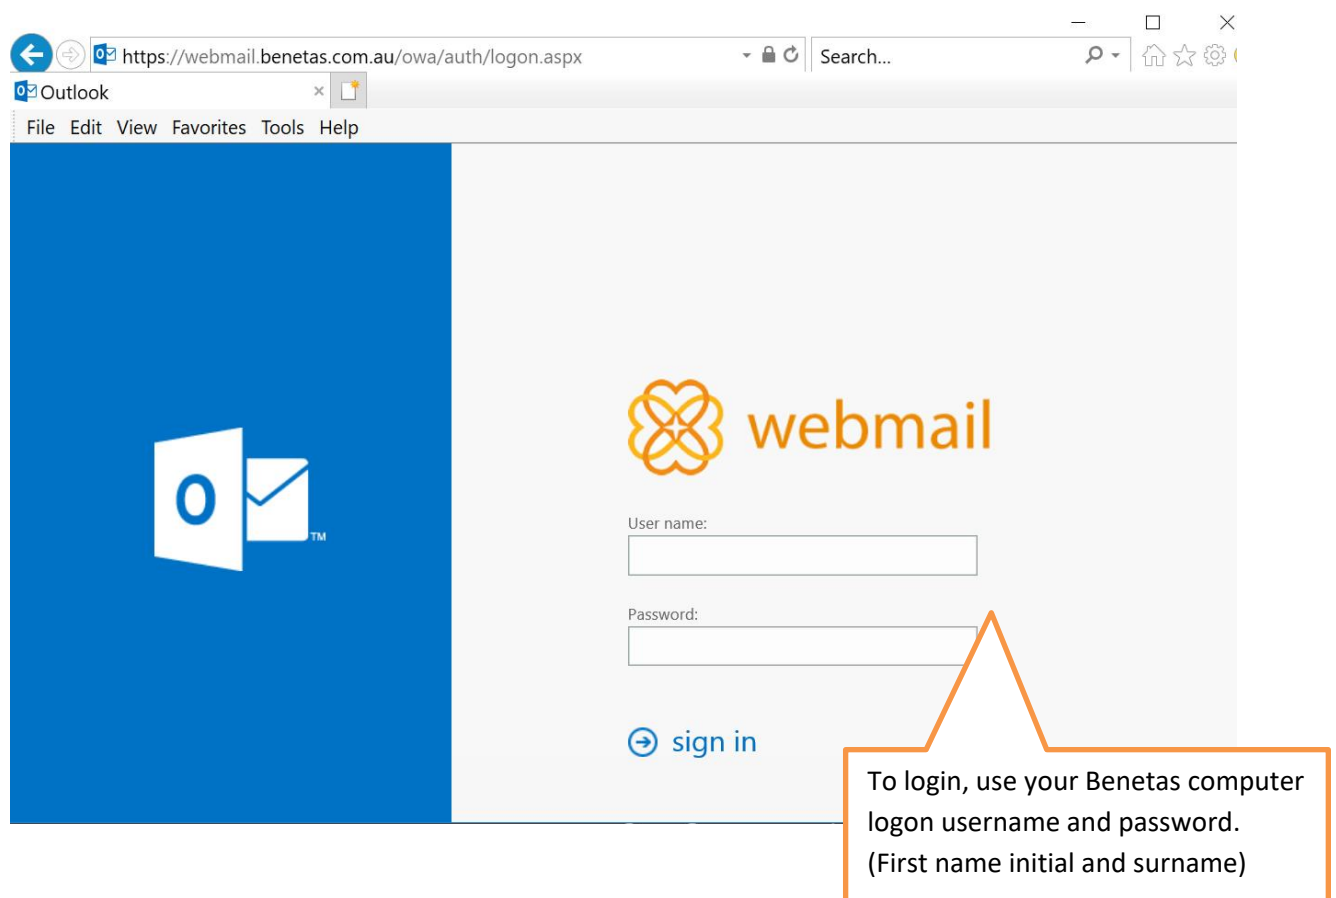 https://webmail.benetas.com.au/owa/auth/logon.aspx
Search...
Outlook
File Edit View Favorites Tools Help
webmail
O
TM
User name:
Password:
sign in
To login, use your Benetas computer
logon username and password.
(First name initial and surname)